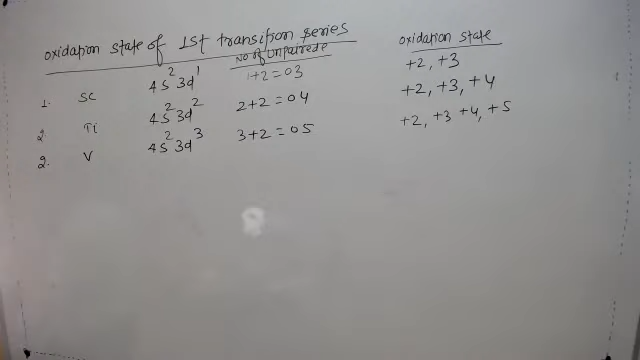 oxidation state of 1st transition series
No of unpairede oxidation state
1. SC 4s² 3d¹ 1+2=03 +2, +3
2. Ti 4s² 3d² 2+2=04 +2, +3, +4
2. V 4s² 3d³ 3+2=05 +2, +3 +4, +5